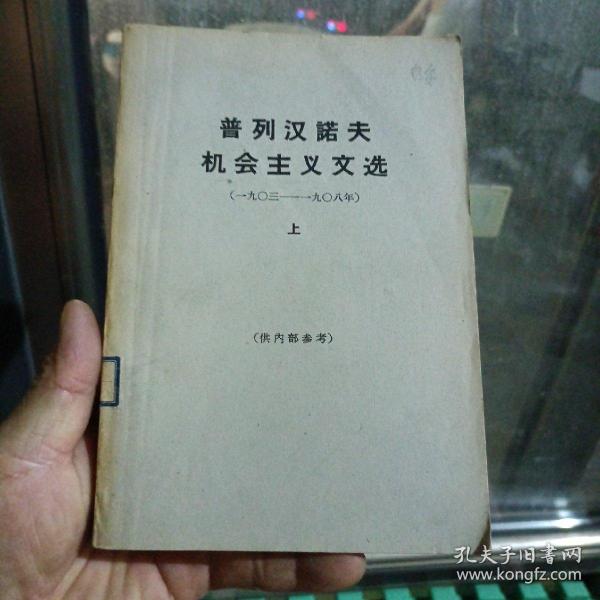 普列汉諾夫
机会主义文选
(一九〇三——一九〇八年)
上
(供内部参考)
孔夫子旧书网
www.kongfz.com